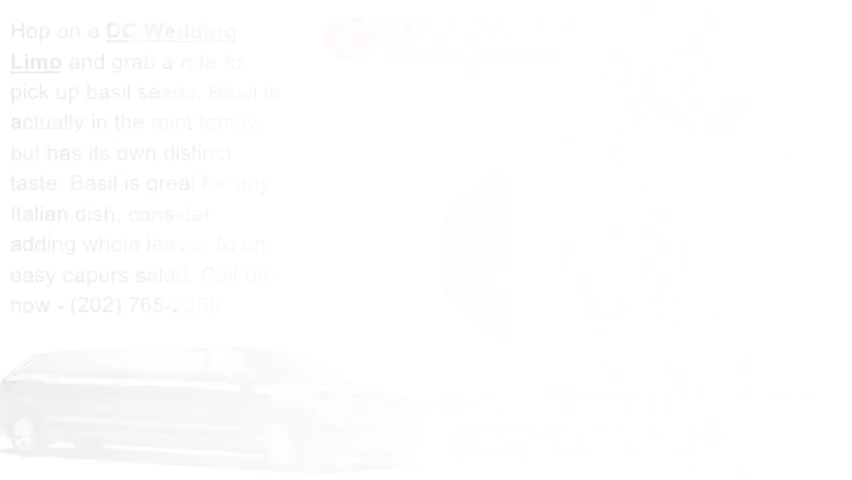 Hop on a DC Wedding
Limo and grab a ride to
pick up basil seeds. Basil is
actually in the mint family,
but has its own distinct
taste. Basil is great for any
Italian dish, consider
adding whole leaves to an
easy capers salad. Call us
now - (202) 765-2350